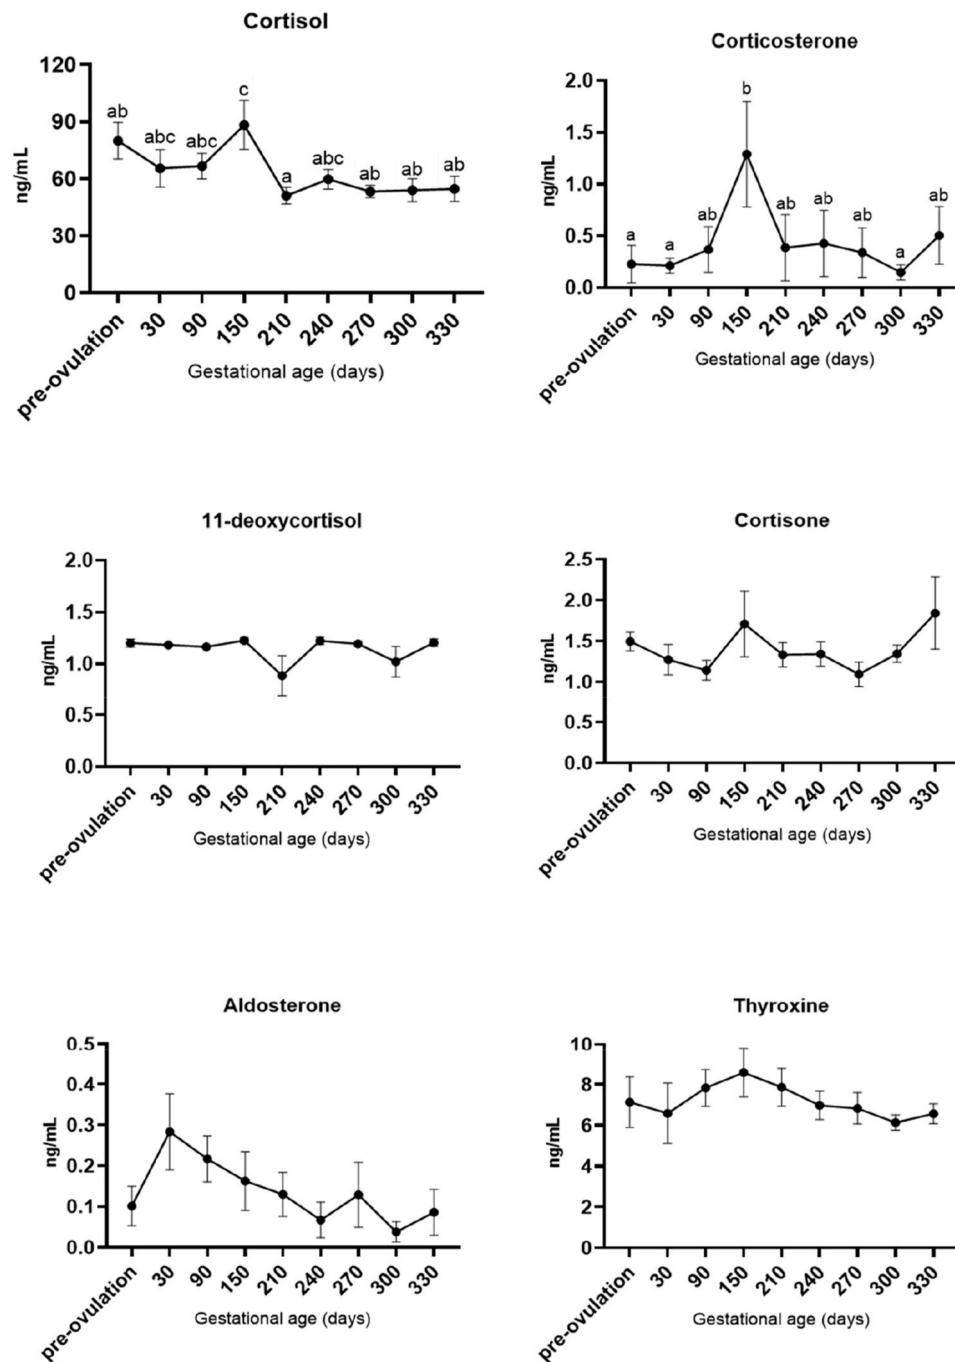 Cortisol
120
90
60
30
0
ng/mL
ab
abc
abc
c
a
abc
ab
ab
ab
pre-ovulation
30
90
150
210
240
270
300
330
Gestational age (days)
Corticosterone
2.0
1.5
1.0
0.5
0.0
ng/mL
a
a
ab
b
ab
ab
ab
a
ab
pre-ovulation
30
90
150
210
240
270
300
330
Gestational age (days)
11-deoxycortisol
2.0
1.5
1.0
0.5
0.0
ng/mL
pre-ovulation
30
90
150
210
240
270
300
330
Gestational age (days)
Cortisone
2.5
2.0
1.5
1.0
0.5
0.0
ng/mL
pre-ovulation
30
90
150
210
240
270
300
330
Gestational age (days)
Aldosterone
0.5
0.4
0.3
0.2
0.1
0.0
ng/mL
pre-ovulation
30
90
150
210
240
270
300
330
Gestational age (days)
Thyroxine
10
8
6
4
2
0
ng/mL
pre-ovulation
30
90
150
210
240
270
300
330
Gestational age (days)